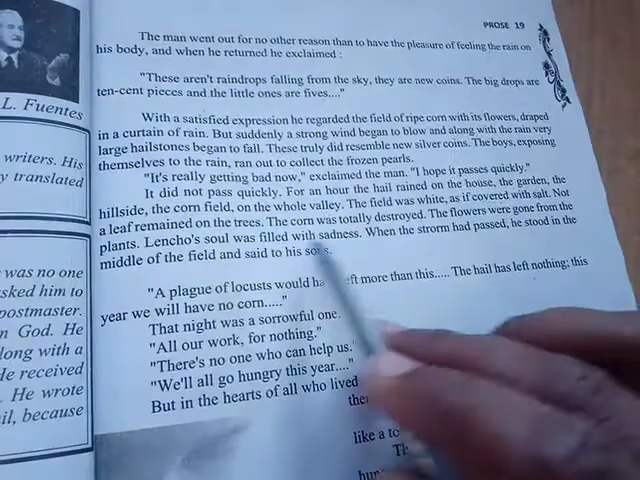 PROSE 19
The man went out for no other reason than to have the pleasure of feeling the rain on
his body, and when he returned he exclaimed :
"These aren't raindrops falling from the sky, they are new coins. The big drops are
ten-cent pieces and the little ones are fives...."
With a satisfied expression he regarded the field of ripe corn with its flowers, draped
in a curtain of rain. But suddenly a strong wind began to blow and along with the rain very
large hailstones began to fall. These truly did resemble new silver coins. The boys, exposing
themselves to the rain, ran out to collect the frozen pearls.
"It's really getting bad now," exclaimed the man. "I hope it passes quickly."
It did not pass quickly. For an hour the hail rained on the house, the garden, the
hillside, the corn field, on the whole valley. The field was white, as if covered with salt. Not
a leaf remained on the trees. The corn was totally destroyed. The flowers were gone from the
plants. Lencho's soul was filled with sadness. When the storm had passed, he stood in the
middle of the field and said to his sons.
"A plague of locusts would ha ft more than this..... The hail has left nothing; this
year we will have no corn....."
That night was a sorrowful one.
"All our work, for nothing."
"There's no one who can help us."
"We'll all go hungry this year...."
But in the hearts of all who lived
like a to
L. Fuentes
writers. His
y translated
was no one
sked him to
postmaster.
n God. He
long with a
He received
. He wrote
il, because